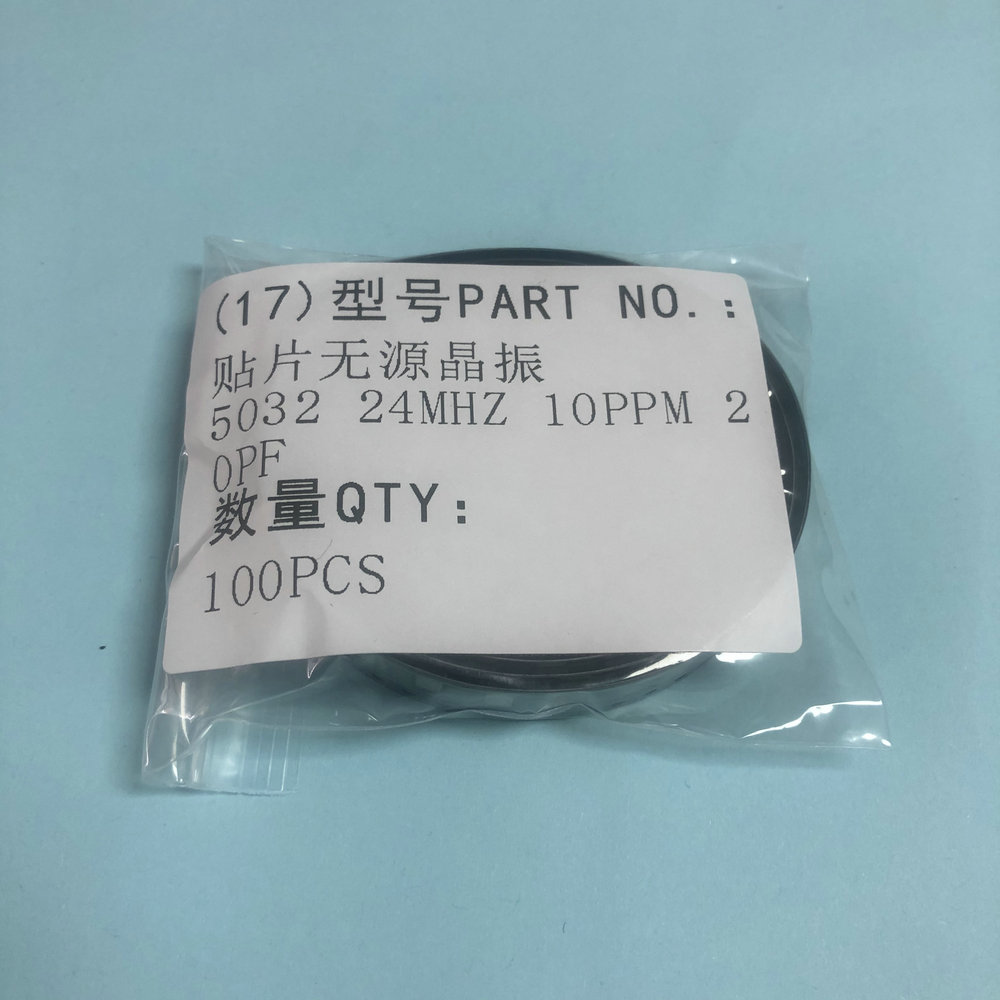 (17)型号PART NO.:
贴片无源晶振
5032 24MHZ 10PPM 2
0PF
数量QTY:
100PCS